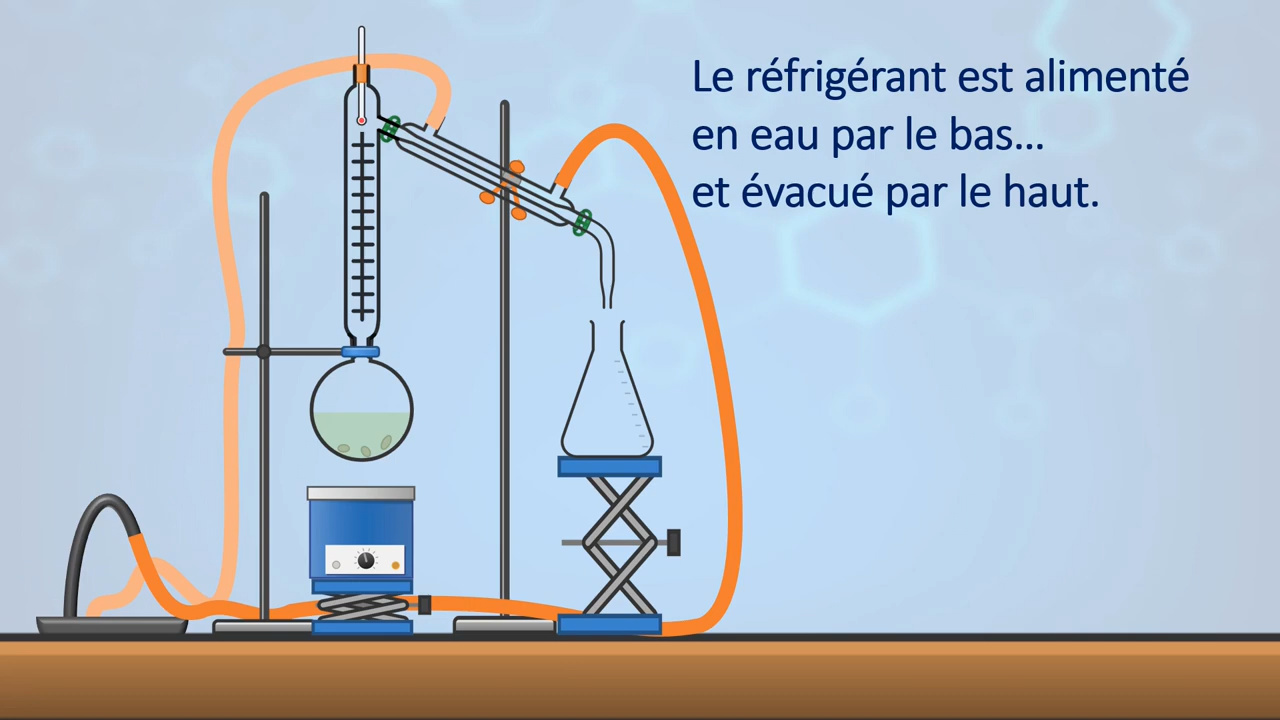 Le réfrigérant est alimenté
en eau par le bas...
et évacué par le haut.